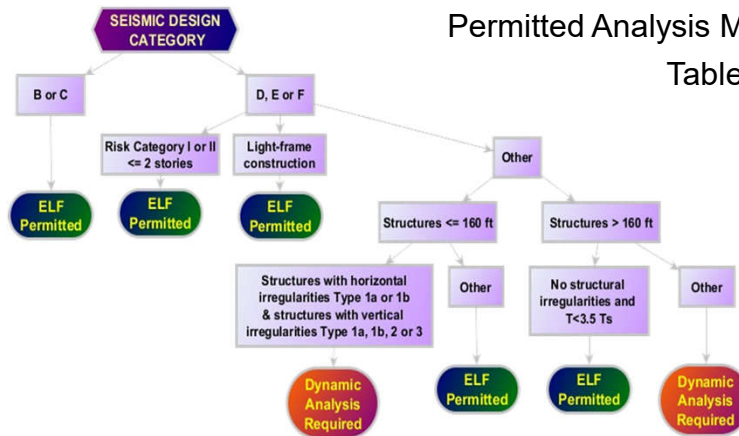 Permitted Analysis M
Table
SEISMIC DESIGN
CATEGORY
B or C
D, E or F
Risk Category I or II
<= 2 stories
Light-frame
construction
Other
ELF
Permitted
ELF
Permitted
ELF
Permitted
Structures <= 160 ft
Structures > 160 ft
Structures with horizontal
irregularities Type 1a or 1b
& structures with vertical
irregularities Type 1a, 1b, 2 or 3
Other
No structural
irregularities and
T<3.5 Ts
Other
Dynamic
Analysis
Required
ELF
Permitted
ELF
Permitted
Dynamic
Analysis
Required